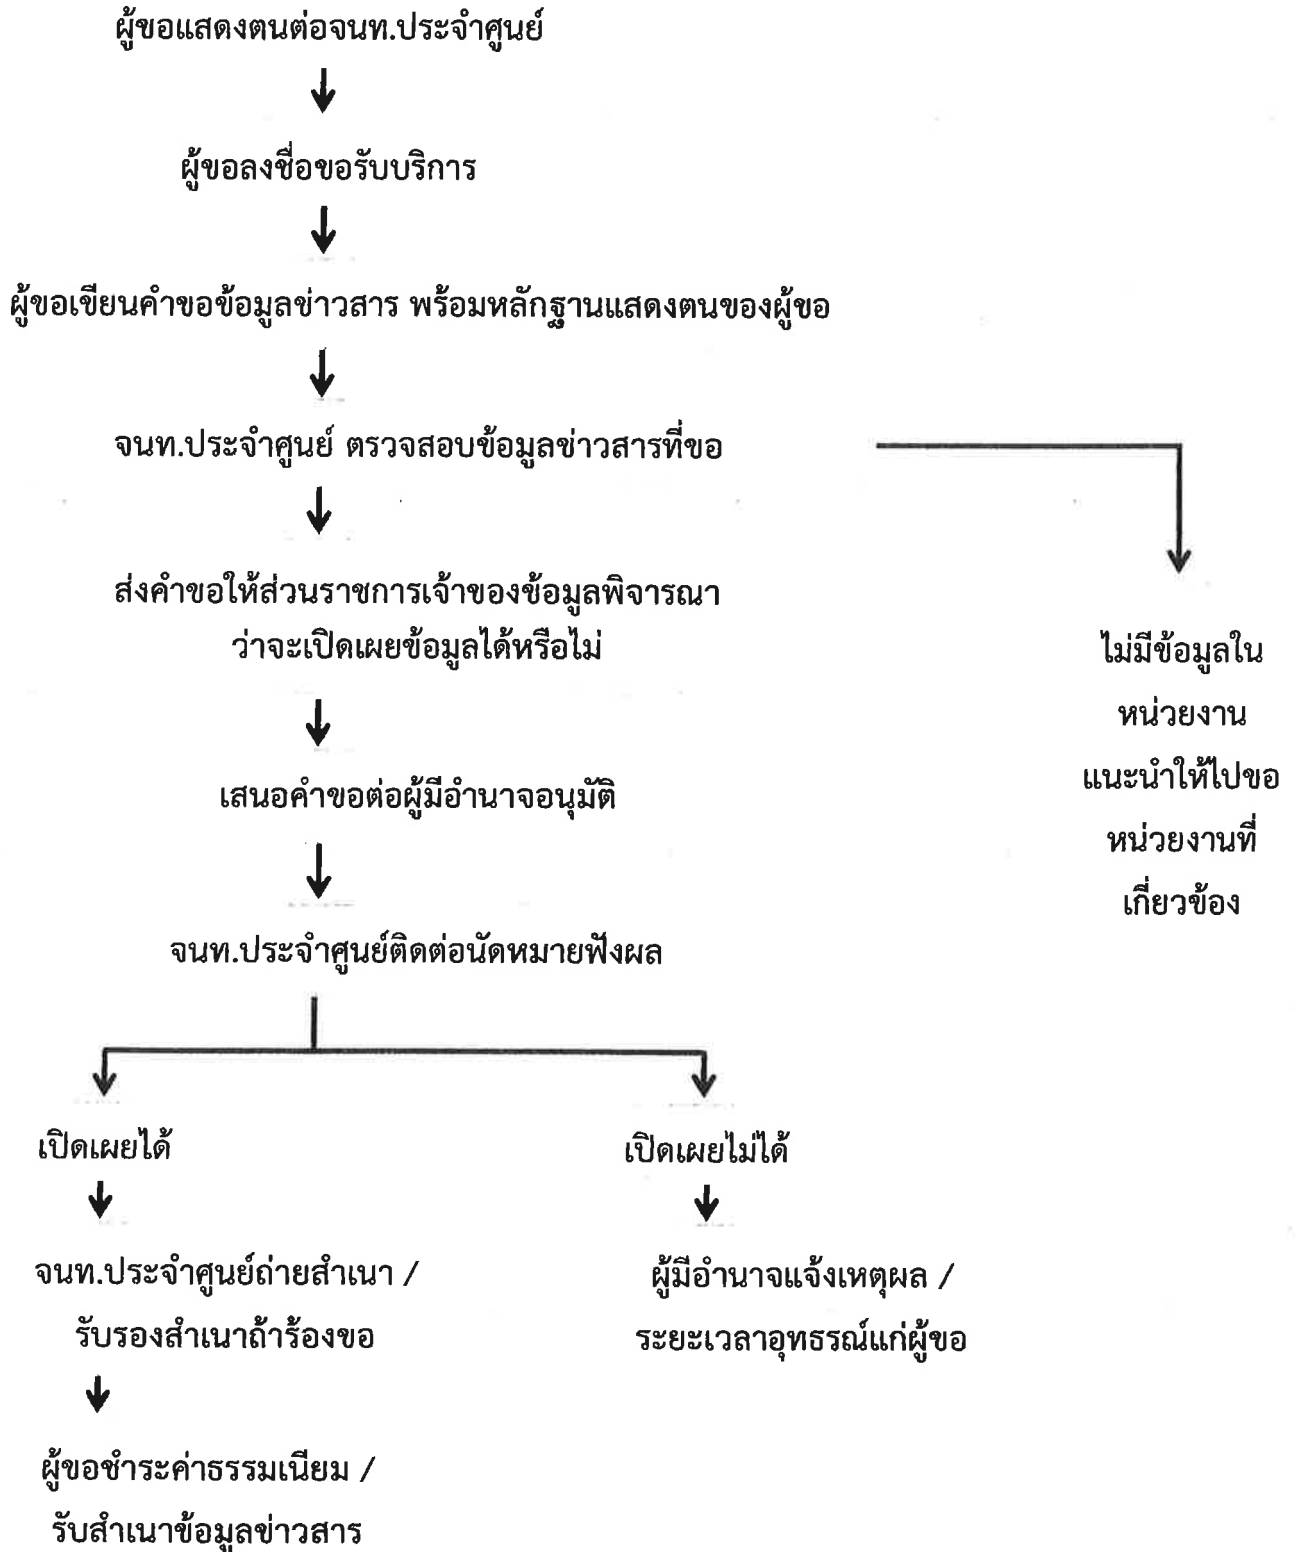 ผู้ขอแสดงตนต่อจนท.ประจำศูนย์
ผู้ขอลงชื่อขอรับบริการ
ผู้ขอเขียนคำขอข้อมูลข่าวสาร พร้อมหลักฐานแสดงตนของผู้ขอ
จนท.ประจำศูนย์ ตรวจสอบข้อมูลข่าวสารที่ขอ
ส่งคำขอให้ส่วนราชการเจ้าของข้อมูลพิจารณา
ว่าจะเปิดเผยข้อมูลได้หรือไม่
ไม่มีข้อมูลใน
หน่วยงาน
แนะนำให้ไปขอ
หน่วยงานที่
เกี่ยวข้อง
เสนอคำขอต่อผู้มีอำนาจอนุมัติ
จนท.ประจำศูนย์ติดต่อนัดหมายฟังผล
เปิดเผยได้
เปิดเผยไม่ได้
จนท.ประจำศูนย์ถ่ายสำเนา /
รับรองสำเนาถ้าร้องขอ
ผู้มีอำนาจแจ้งเหตุผล /
ระยะเวลาอุทธรณ์แก่ผู้ขอ
ผู้ขอชำระค่าธรรมเนียม /
รับสำเนาข้อมูลข่าวสาร